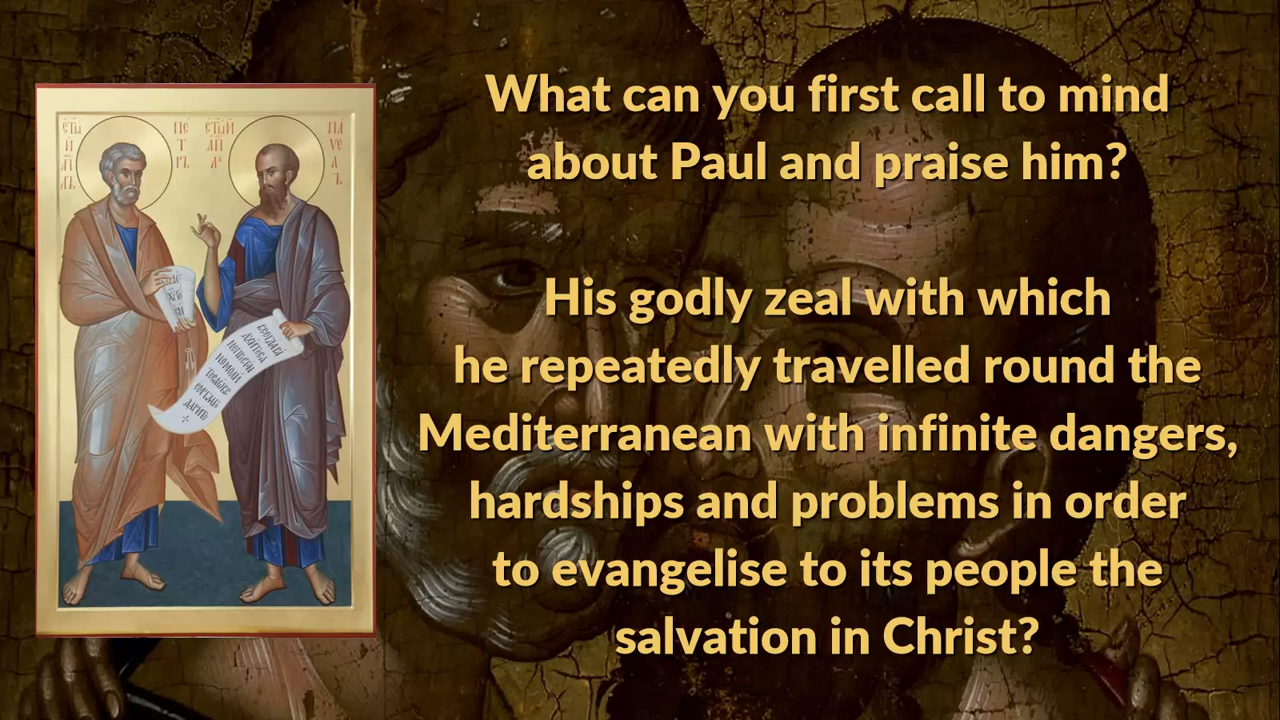 What can you first call to mind
about Paul and praise him?
His godly zeal with which
he repeatedly travelled round the
Mediterranean with infinite dangers,
hardships and problems in order
to evangelise to its people the
salvation in Christ?